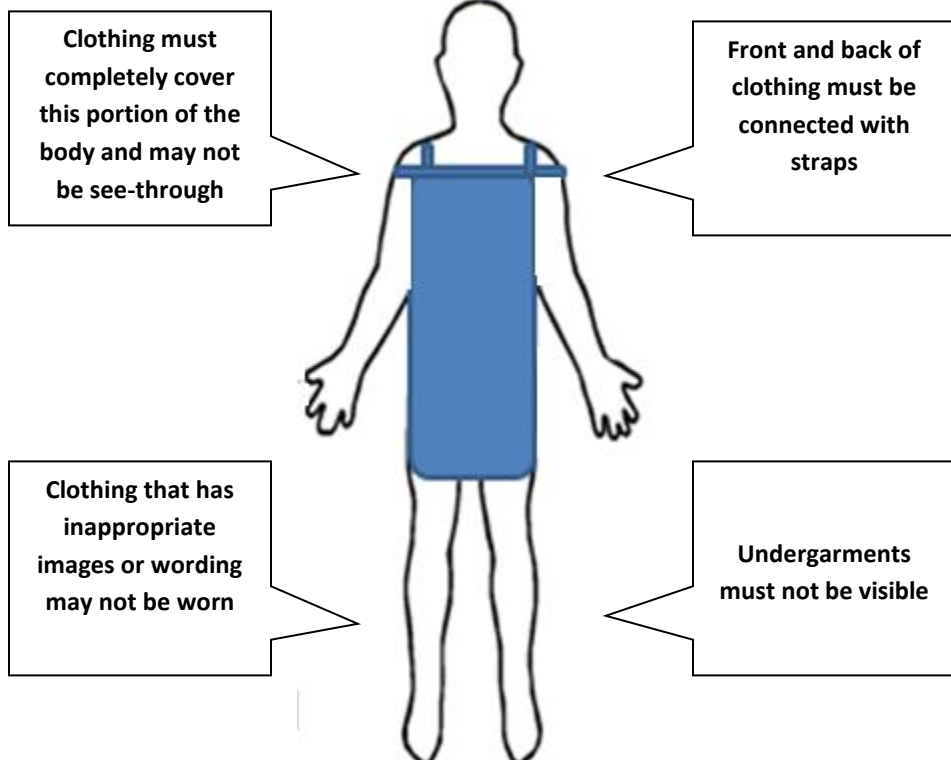 Clothing must
completely cover
this portion of the
body and may not
be see-through
Front and back of
clothing must be
connected with
straps
Clothing that has
inappropriate
images or wording
may not be worn
Undergarments
must not be visible